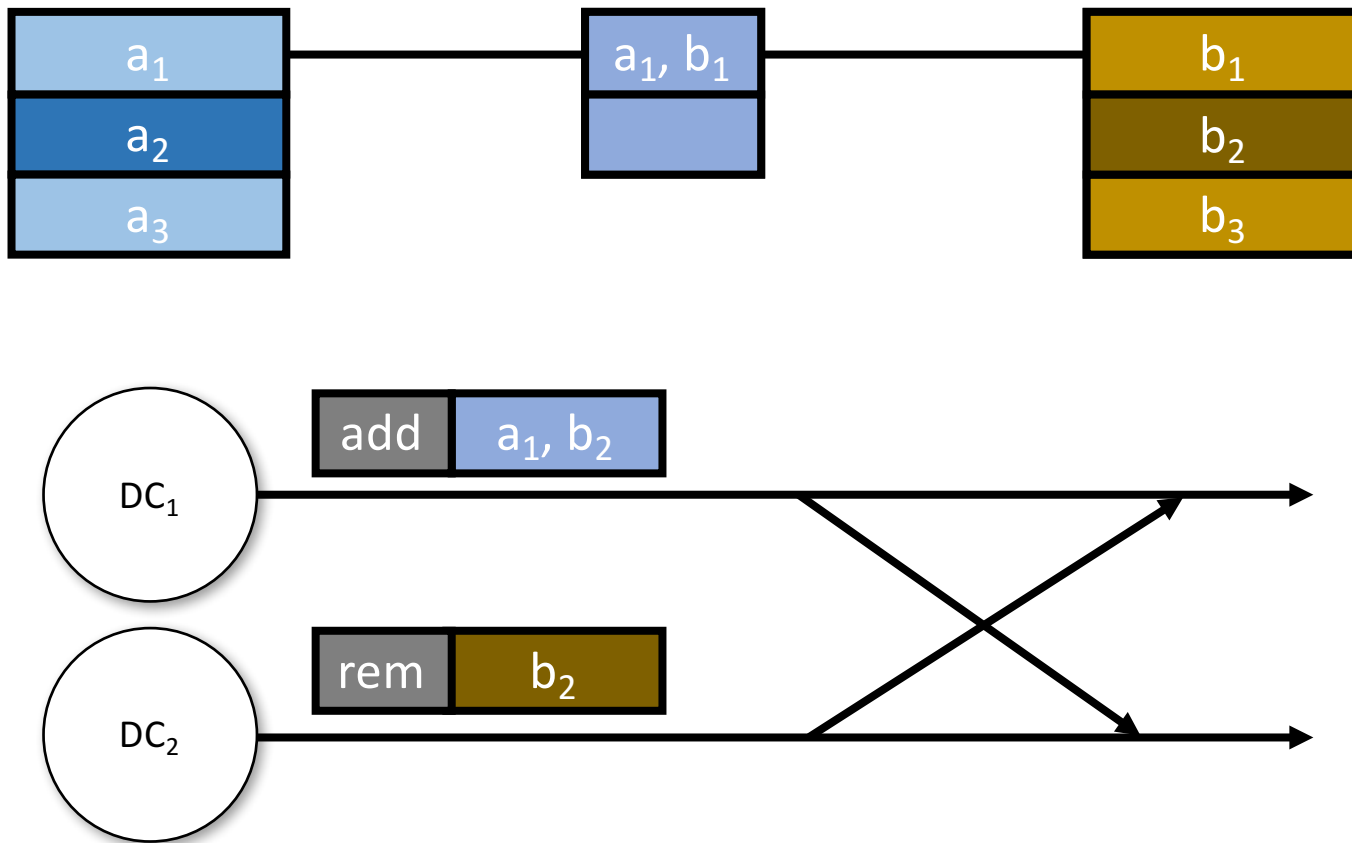 a₁
a₁, b₁
b₁
a₂
b₂
a₃
b₃
add
a₁, b₂
DC₁
rem
b₂
DC₂